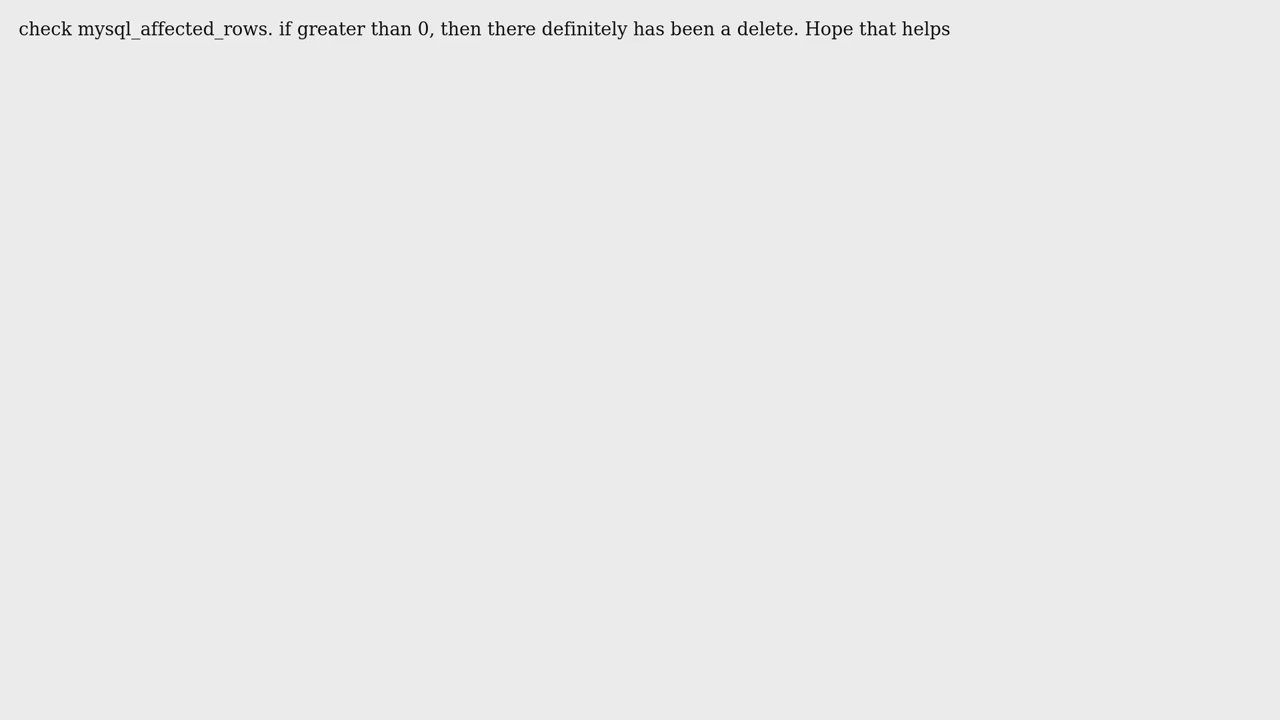 check mysql_affected_rows. if greater than 0, then there definitely has been a delete. Hope that helps